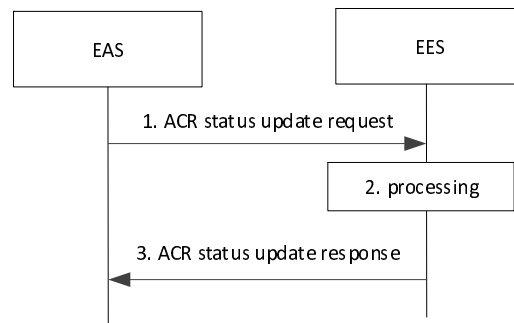 EAS
EES
1. ACR status update request
2. processing
3. ACR status update response